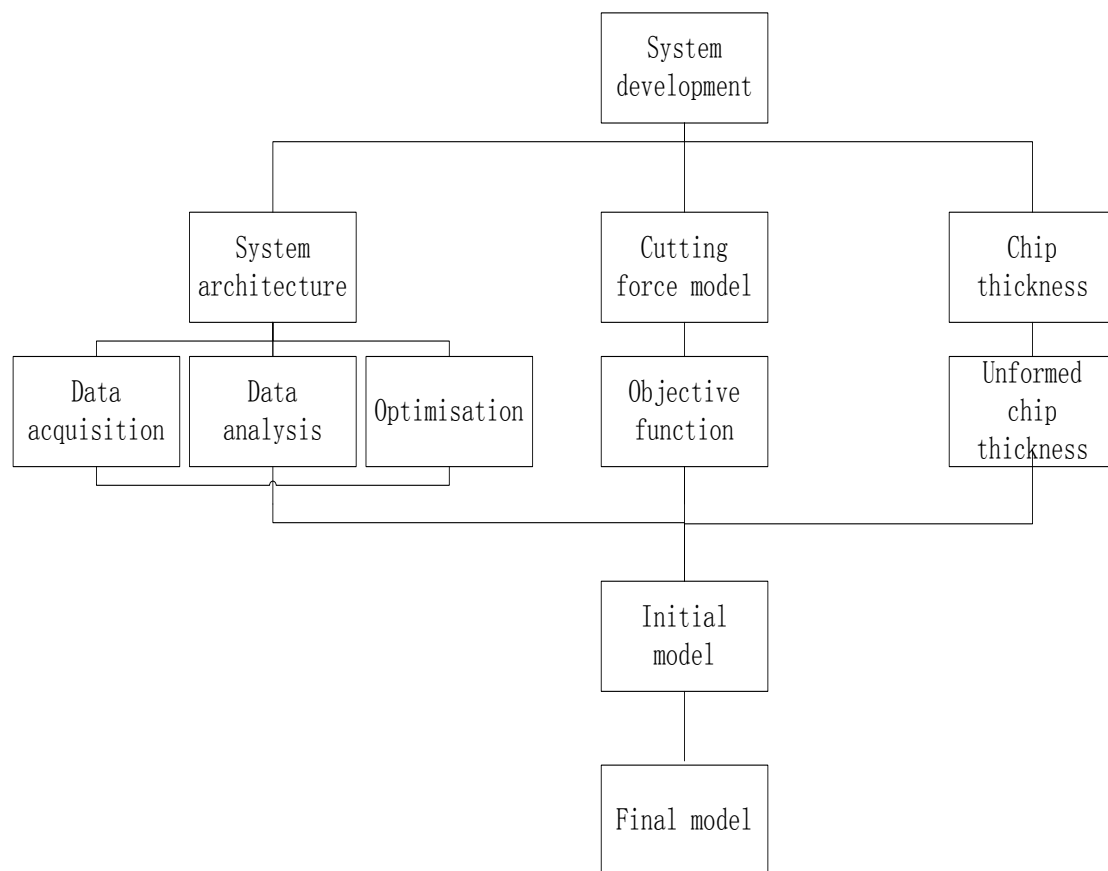 System
development
System
architecture
Cutting
force model
Chip
thickness
Data
acquisition
Data
analysis
Optimisation
Objective
function
Unformed
chip
thickness
Initial
model
Final model